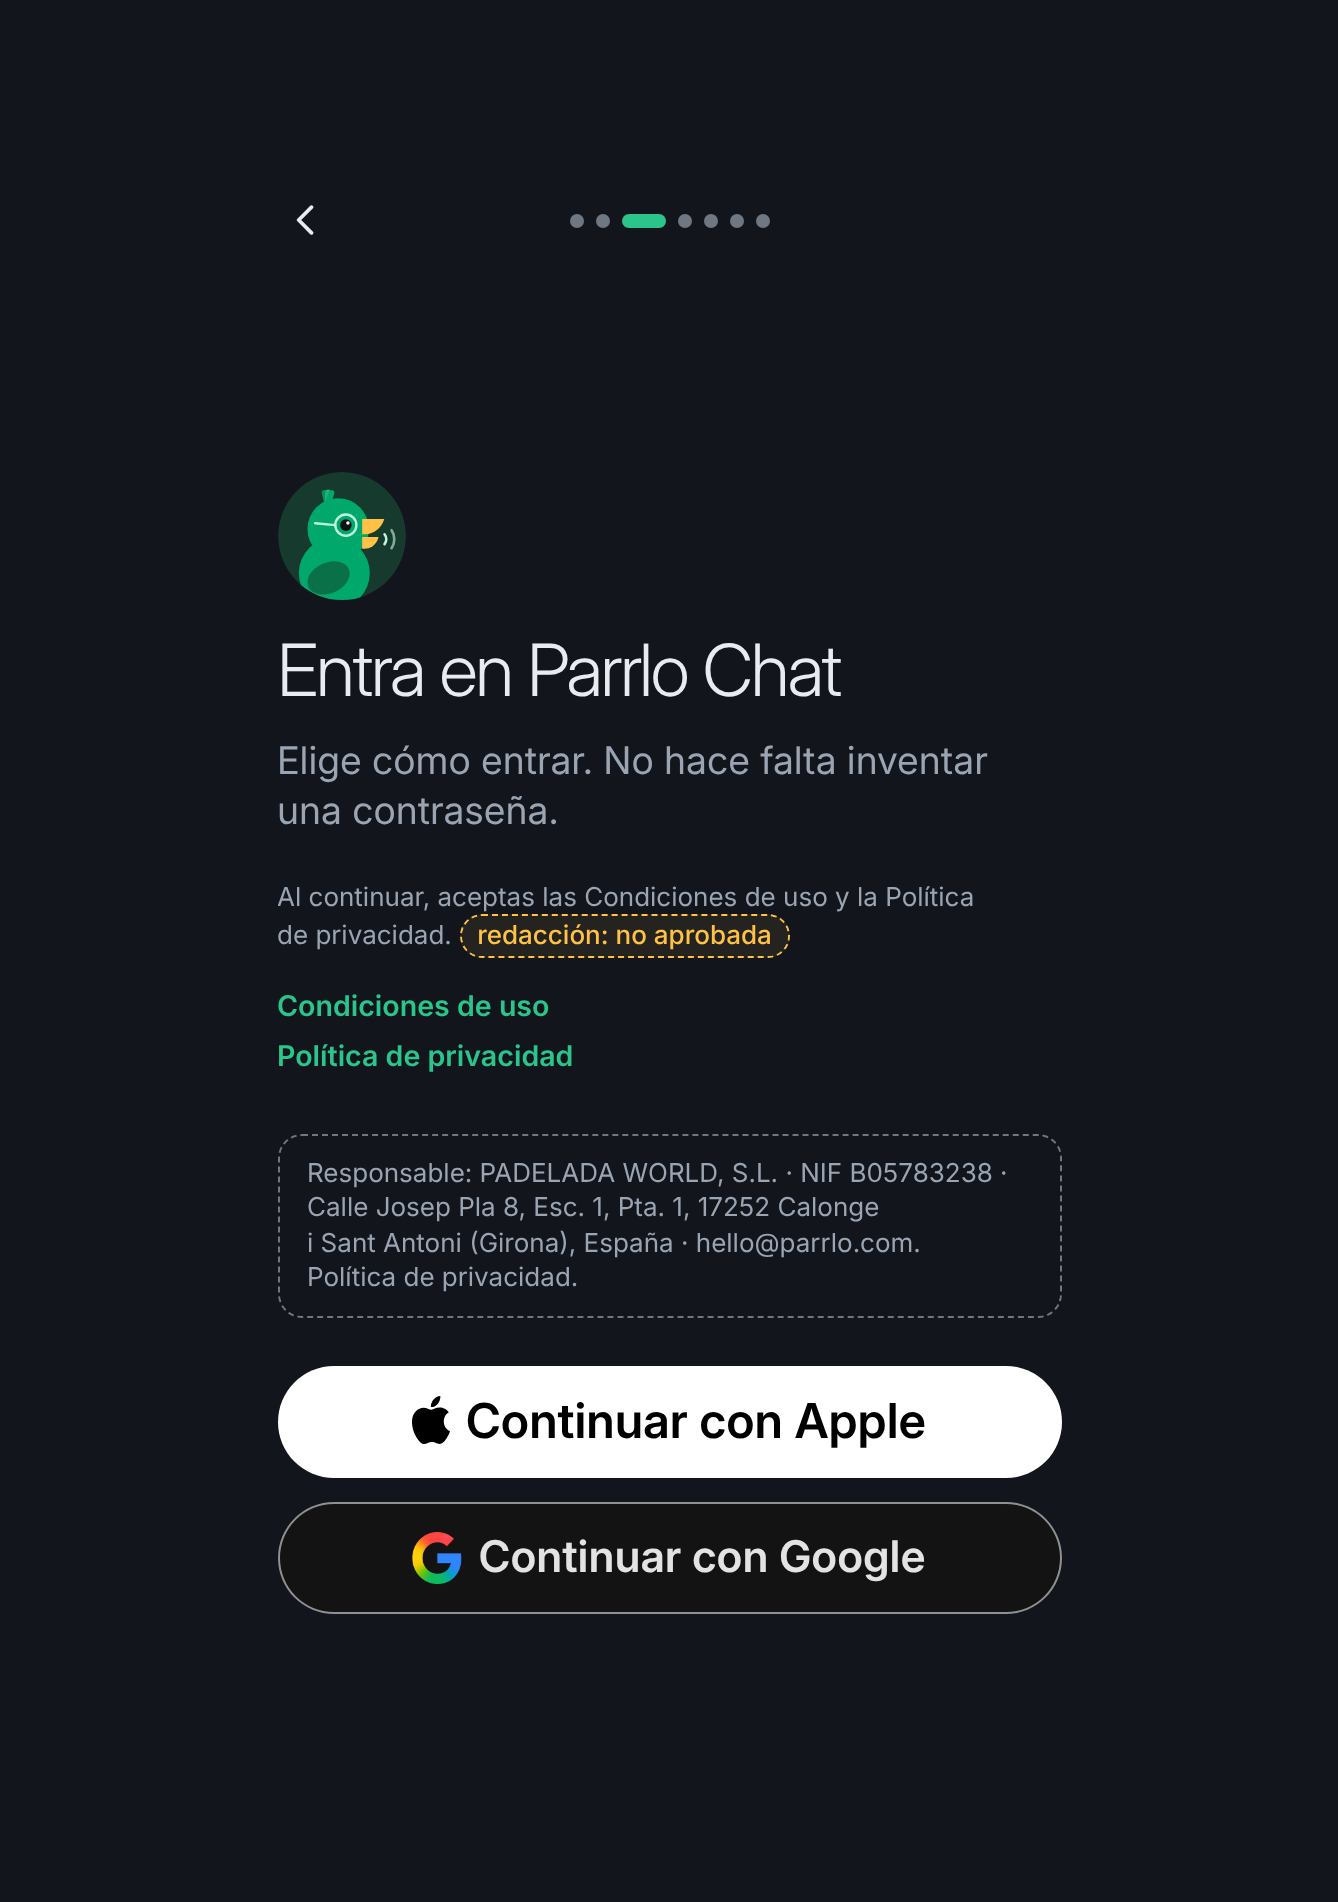 Entra en Parrlo Chat
Elige cómo entrar. No hace falta inventar
una contraseña.
Al continuar, aceptas las Condiciones de uso y la Política
de privacidad. redacción: no aprobada
Condiciones de uso
Política de privacidad
Responsable: PADELADA WORLD, S.L. · NIF B05783238 ·
Calle Josep Pla 8, Esc. 1, Pta. 1, 17252 Calonge
i Sant Antoni (Girona), España · hello@parrlo.com.
Política de privacidad.
Continuar con Apple
Continuar con Google